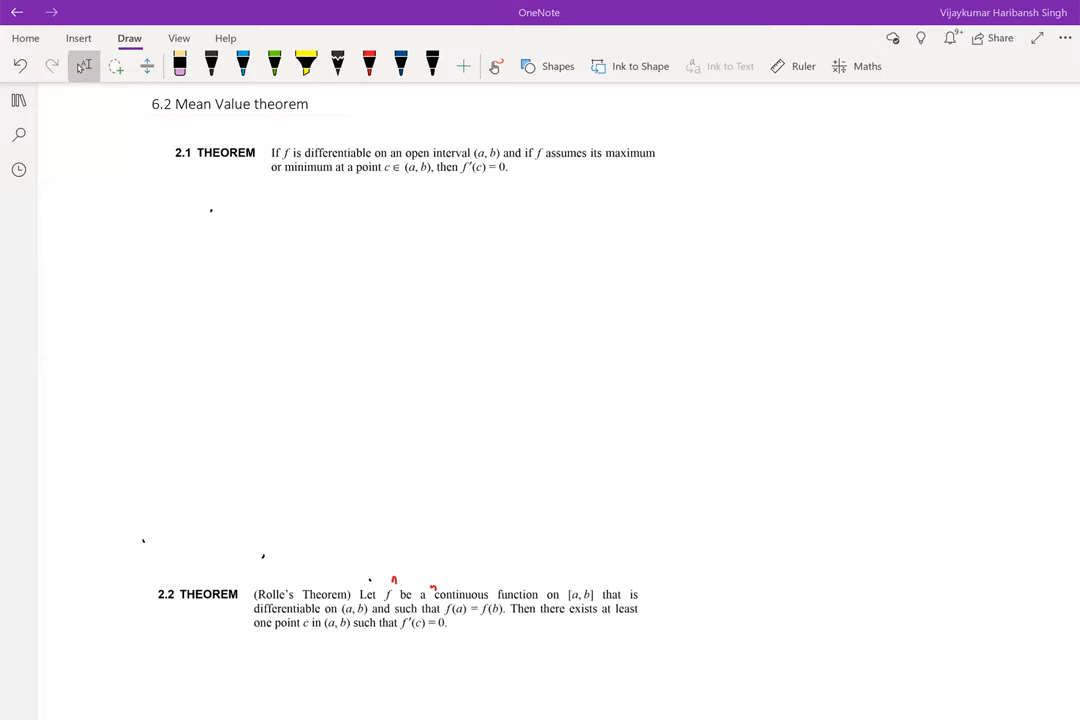 OneNote
Vijaykumar Haribansh Singh
Home Insert Draw View Help
9+ Share
Shapes Ink to Shape Ink to Text Ruler Maths
6.2 Mean Value theorem
2.1 THEOREM If f is differentiable on an open interval (a, b) and if f assumes its maximum
or minimum at a point c ∈ (a, b), then f′(c) = 0.
2.2 THEOREM (Rolle's Theorem) Let f be a continuous function on [a, b] that is
differentiable on (a, b) and such that f(a) = f(b). Then there exists at least
one point c in (a, b) such that f′(c) = 0.